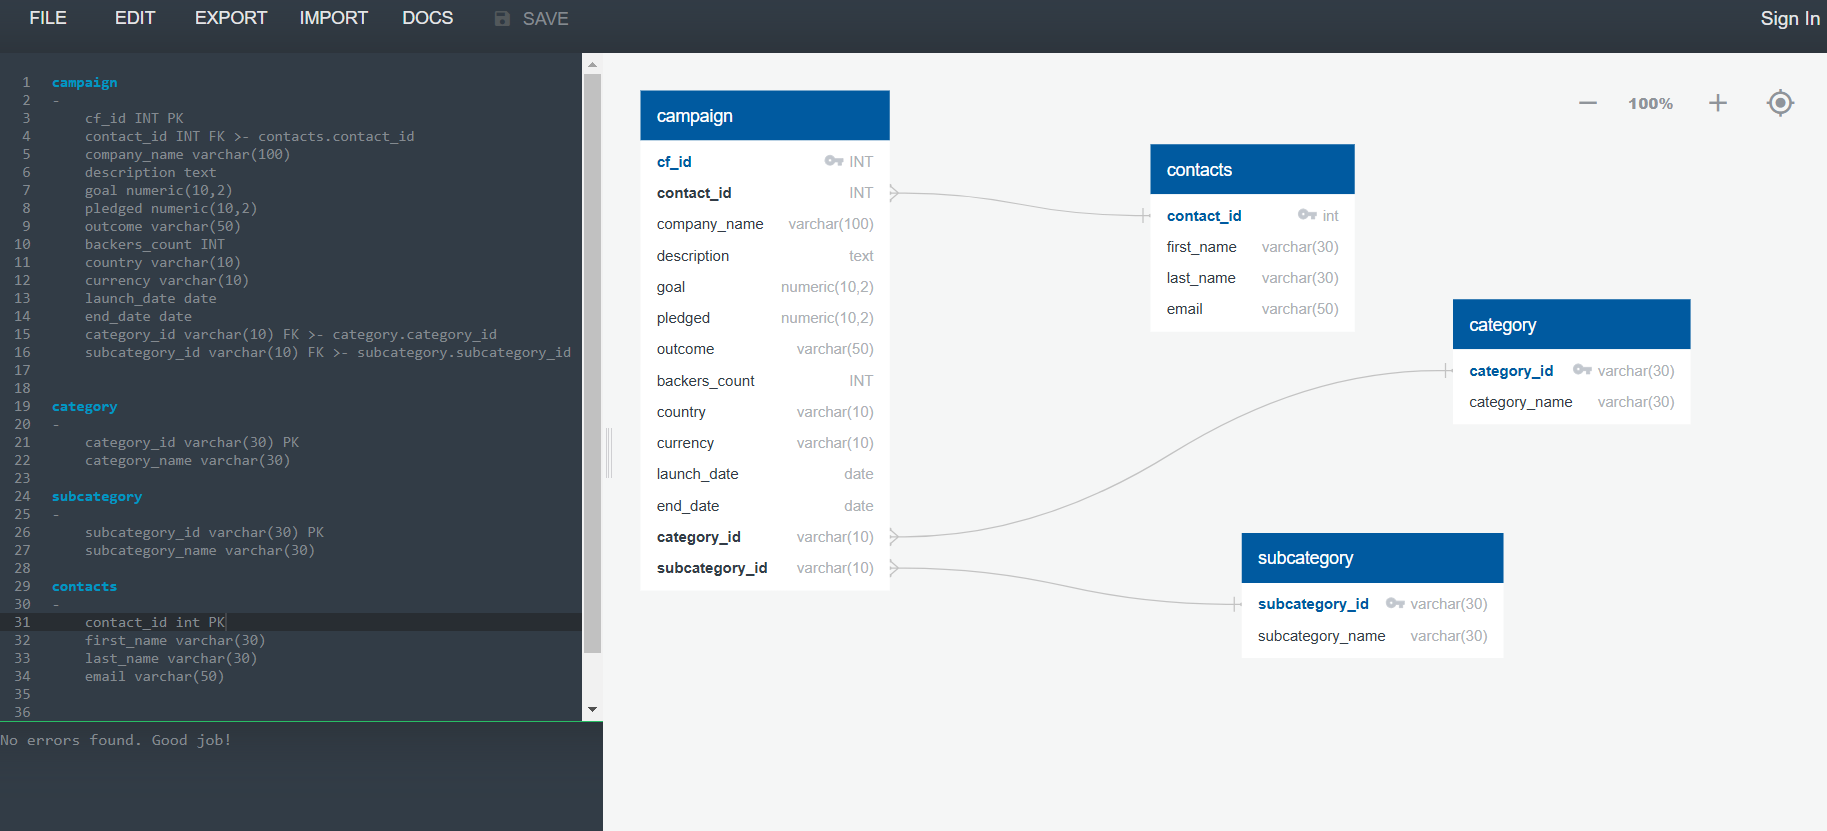 FILE EDIT EXPORT IMPORT DOCS SAVE Sign In
1 campaign
2 -
3 cf_id INT PK
4 contact_id INT FK >- contacts.contact_id
5 company_name varchar(100)
6 description text
7 goal numeric(10,2)
8 pledged numeric(10,2)
9 outcome varchar(50)
10 backers_count INT
11 country varchar(10)
12 currency varchar(10)
13 launch_date date
14 end_date date
15 category_id varchar(10) FK >- category.category_id
16 subcategory_id varchar(10) FK >- subcategory.subcategory_id
17
18
19 category
20 -
21 category_id varchar(30) PK
22 category_name varchar(30)
23
24 subcategory
25 -
26 subcategory_id varchar(30) PK
27 subcategory_name varchar(30)
28
29 contacts
30 -
31 contact_id int PK
32 first_name varchar(30)
33 last_name varchar(30)
34 email varchar(50)
35
36
No errors found. Good job!
100%
campaign
cf_id INT
contact_id INT
company_name varchar(100)
description text
goal numeric(10,2)
pledged numeric(10,2)
outcome varchar(50)
backers_count INT
country varchar(10)
currency varchar(10)
launch_date date
end_date date
category_id varchar(10)
subcategory_id varchar(10)
contacts
contact_id int
first_name varchar(30)
last_name varchar(30)
email varchar(50)
category
category_id varchar(30)
category_name varchar(30)
subcategory
subcategory_id varchar(30)
subcategory_name varchar(30)